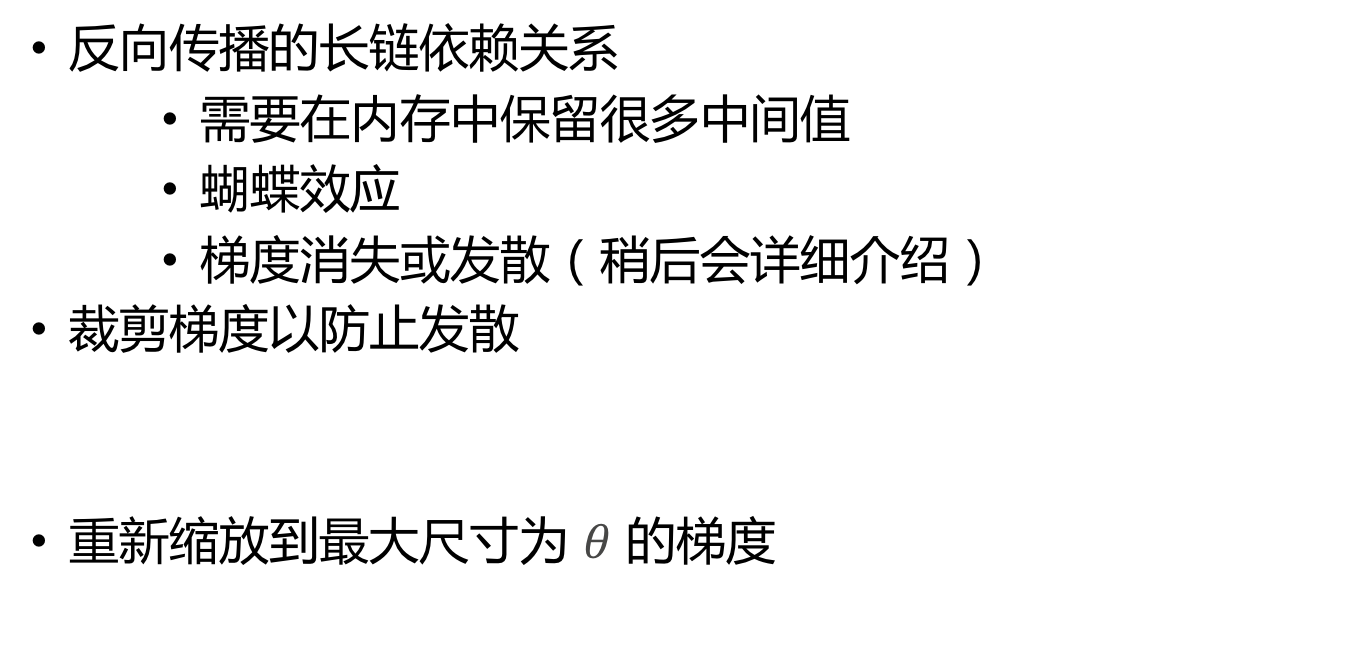 • 反向传播的长链依赖关系
• 需要在内存中保留很多中间值
• 蝴蝶效应
• 梯度消失或发散（稍后会详细介绍）
• 裁剪梯度以防止发散
• 重新缩放到最大尺寸为 θ 的梯度